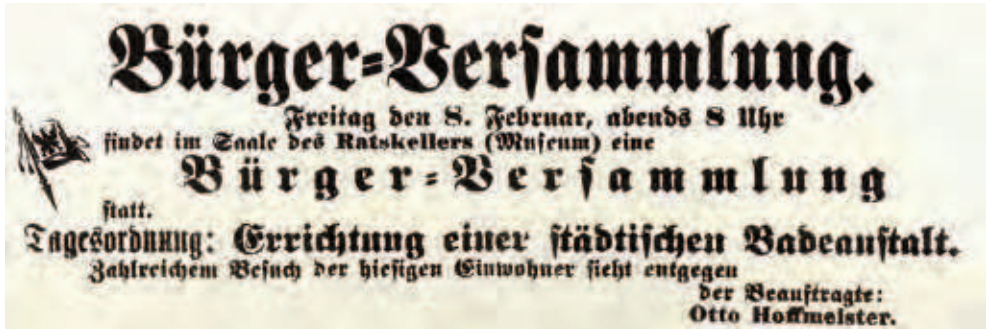 Bürger-Versammlung.
Freitag den 8. Februar, abends 8 Uhr
findet im Saale des Ratskellers (Museum) eine
Bürger-Versammlung
statt.
Tagesordnung: Errichtung einer städtischen Badeanstalt.
Zahlreichem Besuch der hiesigen Einwohner sieht entgegen
der Beauftragte:
Otto Hoffmeister.